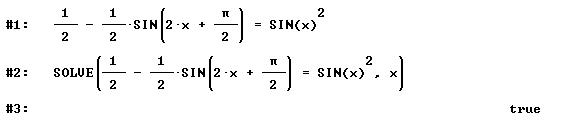 #1: 1/2 - 1/2·SIN(2·x + π/2) = SIN(x)^2
#2: SOLVE(1/2 - 1/2·SIN(2·x + π/2) = SIN(x)^2, x)
#3: true